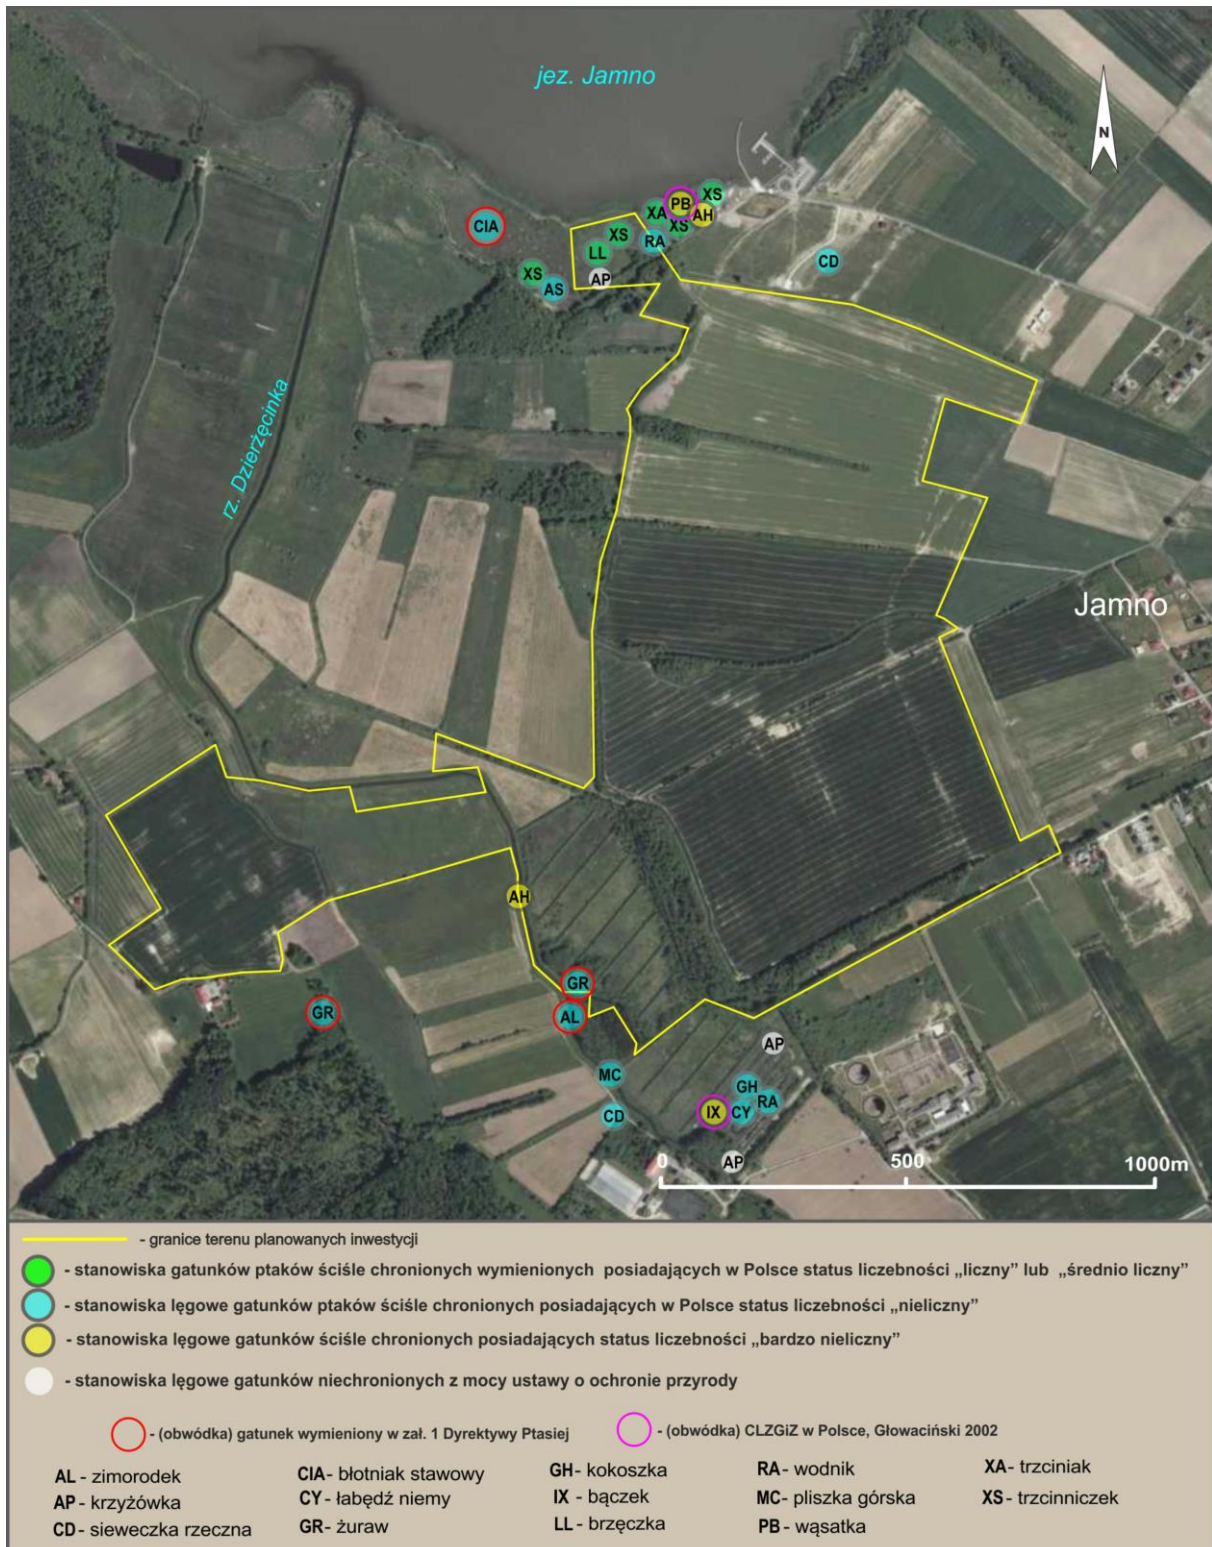 jez. Jamno
N
XS
PB
XA
AH
XS
CIA
XS
RA
LL
CD
XS
AP
AS
rz. Dzierżęcinka
Jamno
AH
GR
GR
AL
AP
MC
GH
RA
IX
CY
CD
AP
0 500 1000m
- granice terenu planowanych inwestycji
- stanowiska gatunków ptaków ściśle chronionych wymienionych posiadających w Polsce status liczebności „liczny” lub „średnio liczny”
- stanowiska lęgowe gatunków ptaków ściśle chronionych posiadających w Polsce status liczebności „nieliczny”
- stanowiska lęgowe gatunków ściśle chronionych posiadających status liczebności „bardzo nieliczny”
- stanowiska lęgowe gatunków niechronionych z mocy ustawy o ochronie przyrody
- (obwódka) gatunek wymieniony w zał. 1 Dyrektywy Ptasiej
- (obwódka) CLZGiZ w Polsce, Głowaciński 2002
AL - zimorodek
AP - krzyżówka
CD - sieweczka rzeczna
CIA - błotniak stawowy
CY - łabędź niemy
GR - żuraw
GH - kokoszka
IX - bączek
LL - brzęczka
RA - wodnik
MC - pliszka górska
PB - wąsatka
XA - trzciniak
XS - trzcinniczek